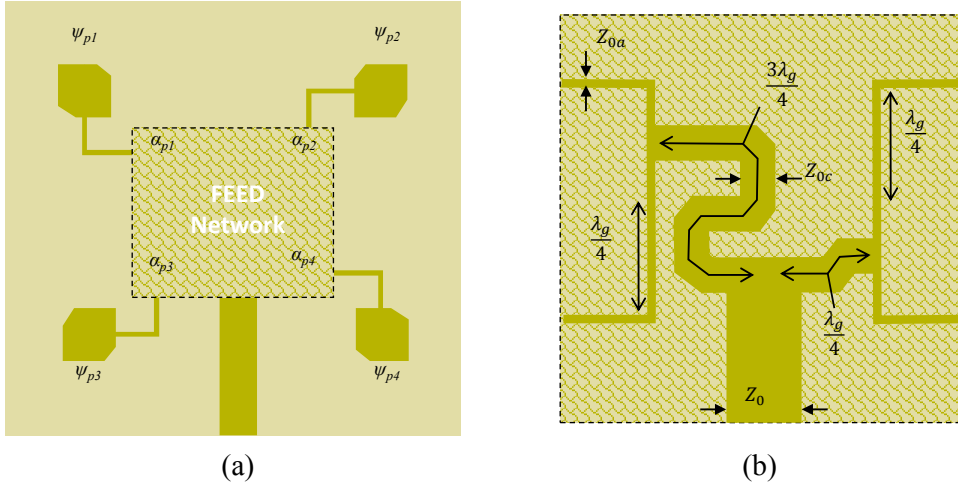 ψp1
ψp2
αp1
αp2
FEED
Network
αp3
αp4
ψp3
ψp4
(a)
Z0a
3λg
4
λg
4
Z0c
λg
4
λg
4
Z0
(b)